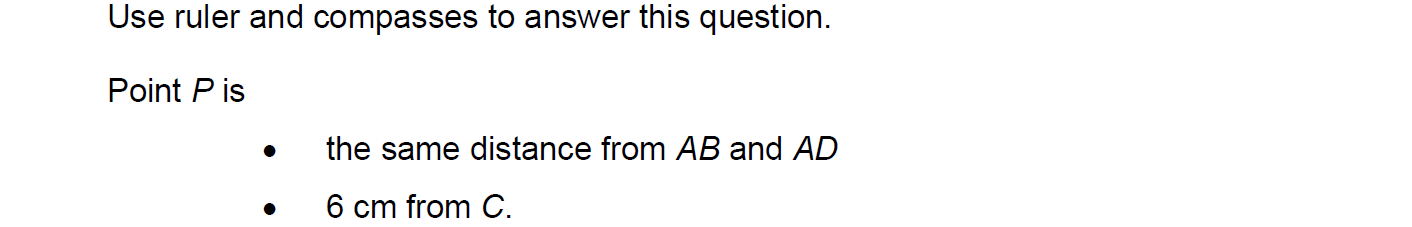 Use ruler and compasses to answer this question.
Point P is
• the same distance from AB and AD
• 6 cm from C.